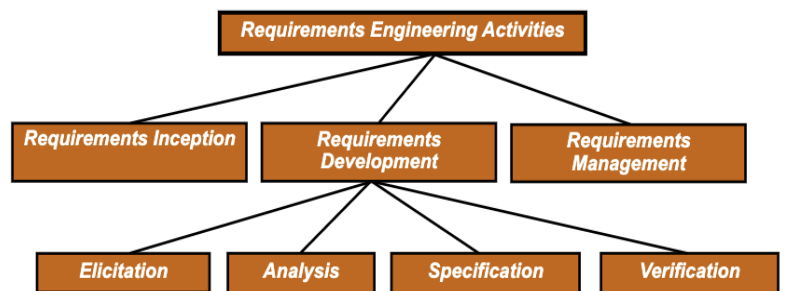 Requirements Engineering Activities
Requirements Inception
Requirements
Development
Requirements
Management
Elicitation
Analysis
Specification
Verification